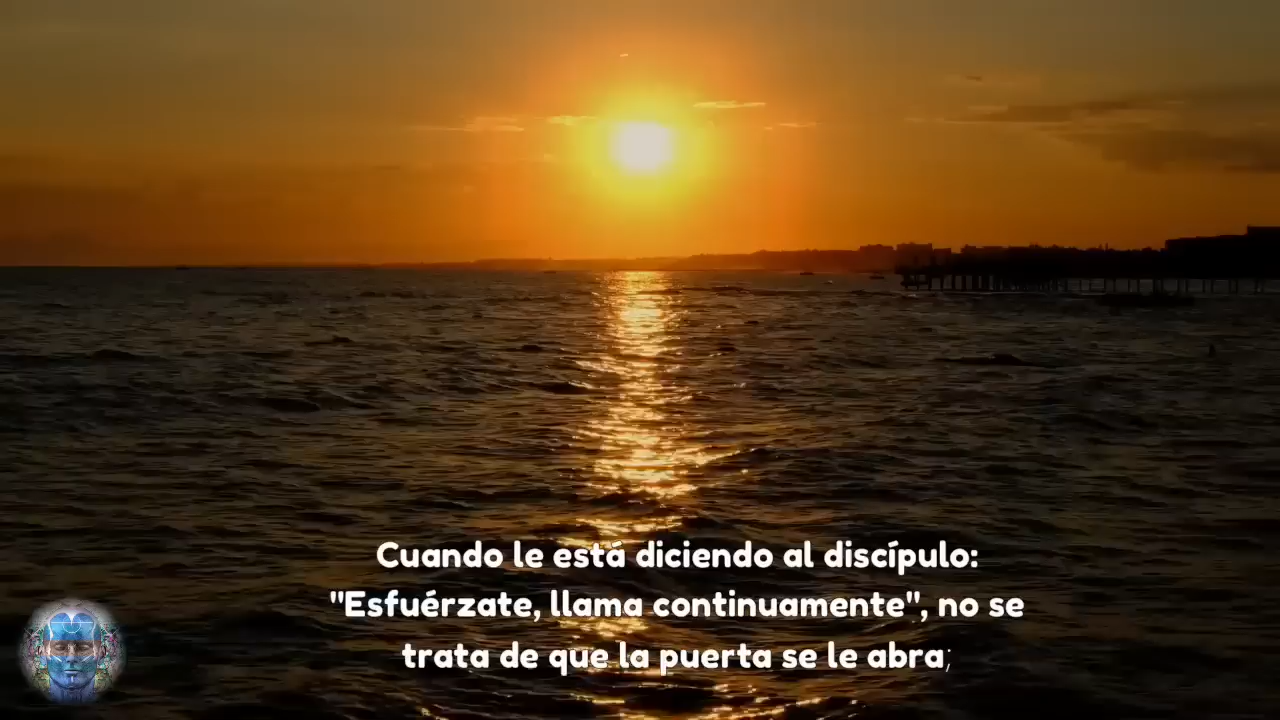 Cuando le está diciendo al discípulo:
"Esfuérzate, llama continuamente", no se
trata de que la puerta se le abra;